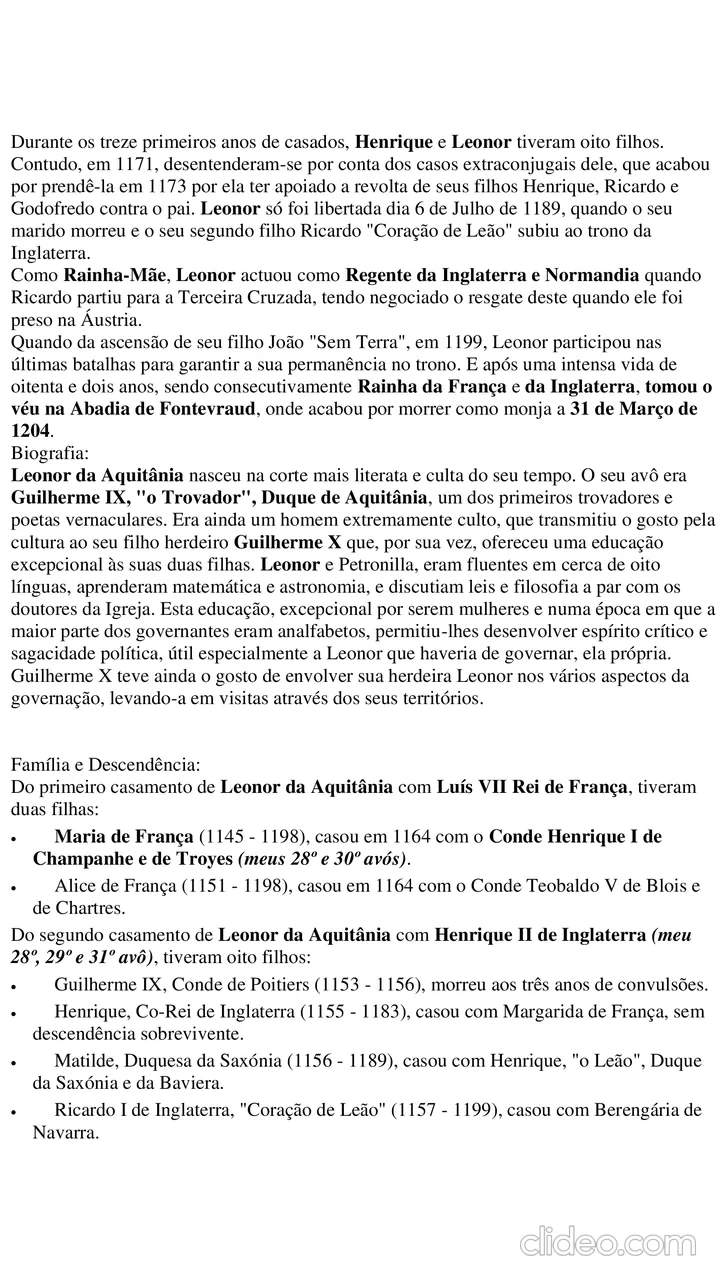 Durante os treze primeiros anos de casados, Henrique e Leonor tiveram oito filhos.
Contudo, em 1171, desentenderam-se por conta dos casos extraconjugais dele, que acabou
por prendê-la em 1173 por ela ter apoiado a revolta de seus filhos Henrique, Ricardo e
Godofredo contra o pai. Leonor só foi libertada dia 6 de Julho de 1189, quando o seu
marido morreu e o seu segundo filho Ricardo "Coração de Leão" subiu ao trono da
Inglaterra.
Como Rainha-Mãe, Leonor actuou como Regente da Inglaterra e Normandia quando
Ricardo partiu para a Terceira Cruzada, tendo negociado o resgate deste quando ele foi
preso na Áustria.
Quando da ascensão de seu filho João "Sem Terra", em 1199, Leonor participou nas
últimas batalhas para garantir a sua permanência no trono. E após uma intensa vida de
oitenta e dois anos, sendo consecutivamente Rainha da França e da Inglaterra, tomou o
véu na Abadia de Fontevraud, onde acabou por morrer como monja a 31 de Março de
1204.
Biografia:
Leonor da Aquitânia nasceu na corte mais literata e culta do seu tempo. O seu avô era
Guilherme IX, "o Trovador", Duque de Aquitânia, um dos primeiros trovadores e
poetas vernaculares. Era ainda um homem extremamente culto, que transmitiu o gosto pela
cultura ao seu filho herdeiro Guilherme X que, por sua vez, ofereceu uma educação
excepcional às suas duas filhas. Leonor e Petronilla, eram fluentes em cerca de oito
línguas, aprenderam matemática e astronomia, e discutiam leis e filosofia a par com os
doutores da Igreja. Esta educação, excepcional por serem mulheres e numa época em que a
maior parte dos governantes eram analfabetos, permitiu-lhes desenvolver espírito crítico e
sagacidade política, útil especialmente a Leonor que haveria de governar, ela própria.
Guilherme X teve ainda o gosto de envolver sua herdeira Leonor nos vários aspectos da
governação, levando-a em visitas através dos seus territórios.
Família e Descendência:
Do primeiro casamento de Leonor da Aquitânia com Luís VII Rei de França, tiveram
duas filhas:
• Maria de França (1145 - 1198), casou em 1164 com o Conde Henrique I de
Champanhe e de Troyes (meus 28º e 30º avós).
• Alice de França (1151 - 1198), casou em 1164 com o Conde Teobaldo V de Blois e
de Chartres.
Do segundo casamento de Leonor da Aquitânia com Henrique II de Inglaterra (meu
28º, 29º e 31º avô), tiveram oito filhos:
• Guilherme IX, Conde de Poitiers (1153 - 1156), morreu aos três anos de convulsões.
• Henrique, Co-Rei de Inglaterra (1155 - 1183), casou com Margarida de França, sem
descendência sobrevivente.
• Matilde, Duquesa da Saxónia (1156 - 1189), casou com Henrique, "o Leão", Duque
da Saxónia e da Baviera.
• Ricardo I de Inglaterra, "Coração de Leão" (1157 - 1199), casou com Berengária de
Navarra.
clideo.com